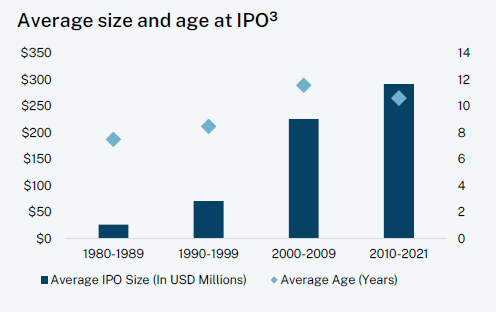 Average size and age at IPO³
$350 14
$300 12
$250 10
$200 8
$150 6
$100 4
$50 2
$0 0
1980-1989 1990-1999 2000-2009 2010-2021
Average IPO Size (In USD Millions) Average Age (Years)